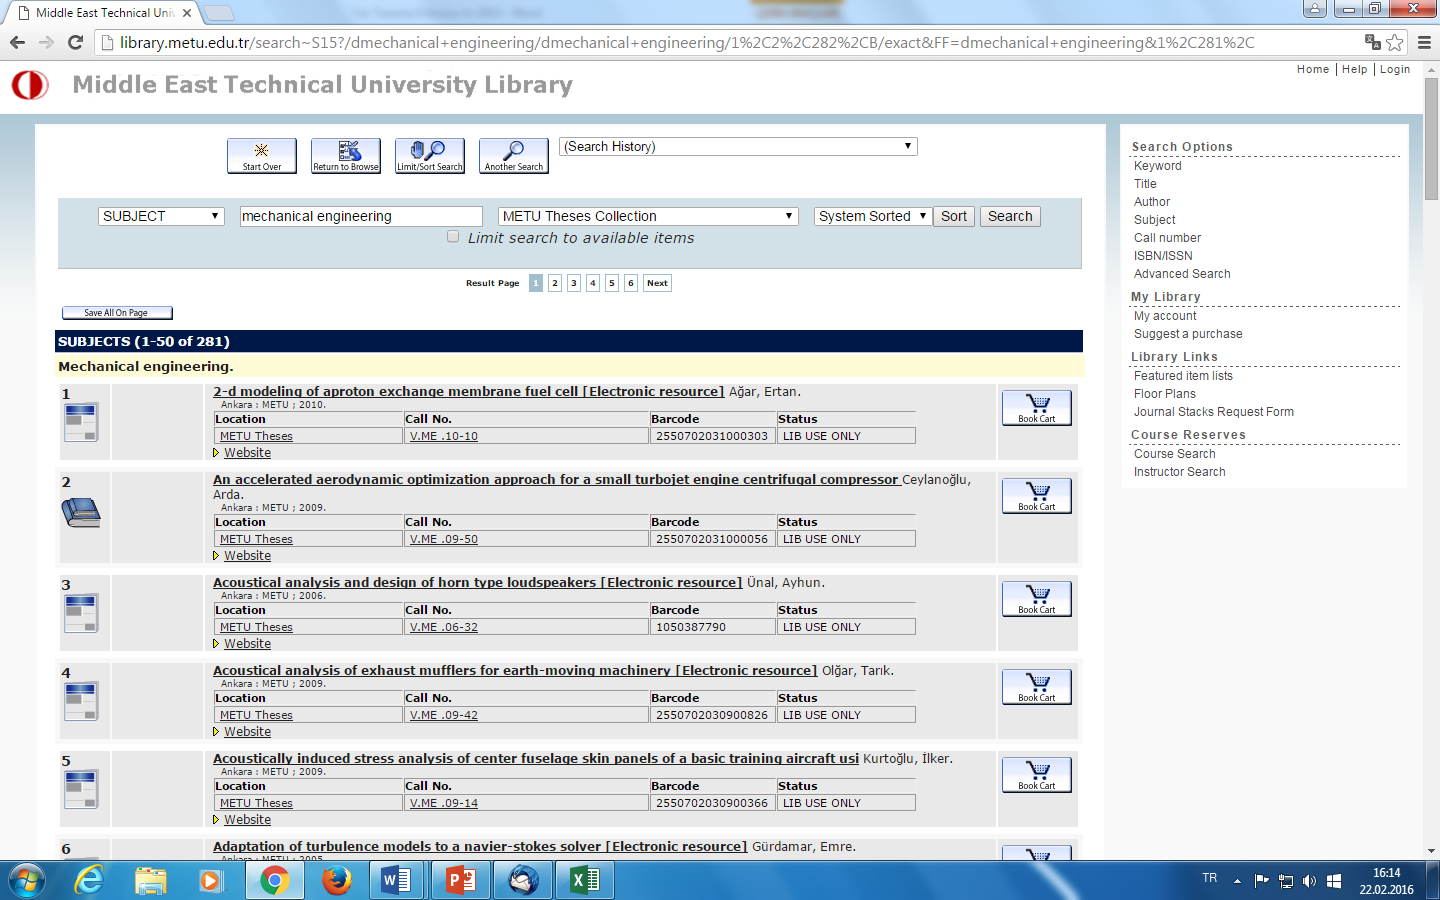 Middle East Technical Univ
library.metu.edu.tr/search~S15?/dmechanical+engineering/dmechanical+engineering/1%2C2%2C282%2CB/exact&FF=dmechanical+engineering&1%2C281%2C
Middle East Technical University Library
Home | Help | Login
Start Over
Return to Browse
Limit/Sort Search
Another Search
(Search History)
SUBJECT
mechanical engineering
METU Theses Collection
System Sorted
Sort
Search
Limit search to available items
Result Page 1 2 3 4 5 6 Next
Save All On Page
SUBJECTS (1-50 of 281)
Mechanical engineering.
1
2-d modeling of aproton exchange membrane fuel cell [Electronic resource] Ağar, Ertan.
Ankara : METU ; 2010.
Location Call No. Barcode Status
METU Theses V.ME .10-10 2550702031000303 LIB USE ONLY
Website
Book Cart
2
An accelerated aerodynamic optimization approach for a small turbojet engine centrifugal compressor Ceylanoğlu,
Arda.
Ankara : METU ; 2009.
Location Call No. Barcode Status
METU Theses V.ME .09-50 2550702031000056 LIB USE ONLY
Website
Book Cart
3
Acoustical analysis and design of horn type loudspeakers [Electronic resource] Ünal, Ayhun.
Ankara : METU ; 2006.
Location Call No. Barcode Status
METU Theses V.ME .06-32 1050387790 LIB USE ONLY
Website
Book Cart
4
Acoustical analysis of exhaust mufflers for earth-moving machinery [Electronic resource] Olğar, Tarık.
Ankara : METU ; 2009.
Location Call No. Barcode Status
METU Theses V.ME .09-42 2550702030900826 LIB USE ONLY
Website
Book Cart
5
Acoustically induced stress analysis of center fuselage skin panels of a basic training aircraft usi Kurtoğlu, İlker.
Ankara : METU ; 2009.
Location Call No. Barcode Status
METU Theses V.ME .09-14 2550702030900366 LIB USE ONLY
Website
Book Cart
6
Adaptation of turbulence models to a navier-stokes solver [Electronic resource] Gürdamar, Emre.
Ankara : METU ; 2005.
Search Options
Keyword
Title
Author
Subject
Call number
ISBN/ISSN
Advanced Search
My Library
My account
Suggest a purchase
Library Links
Featured item lists
Floor Plans
Journal Stacks Request Form
Course Reserves
Course Search
Instructor Search
TR
16:14
22.02.2016